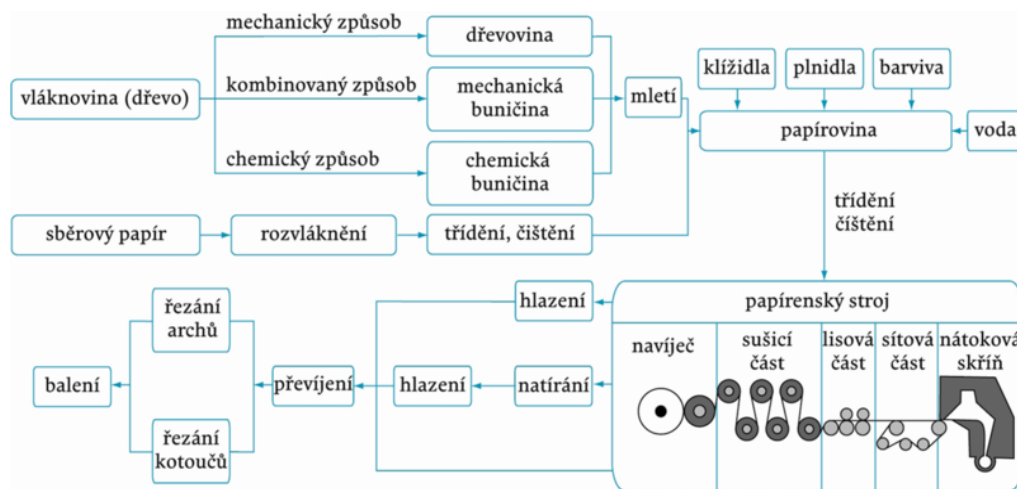 mechanický způsob
dřevovina
klížidla
plnidla
barviva
vláknovina (dřevo)
kombinovaný způsob
mechanická
buničina
mletí
papírovina
voda
chemický způsob
chemická
buničina
třídění
číštění
sběrový papír
rozvláknění
třídění, čištění
hlazení
papírenský stroj
řezání
archů
navíječ
sušicí
část
lisová
část
sítová
část
nátoková
skříň
balení
převíjení
hlazení
natírání
řezání
kotoučů